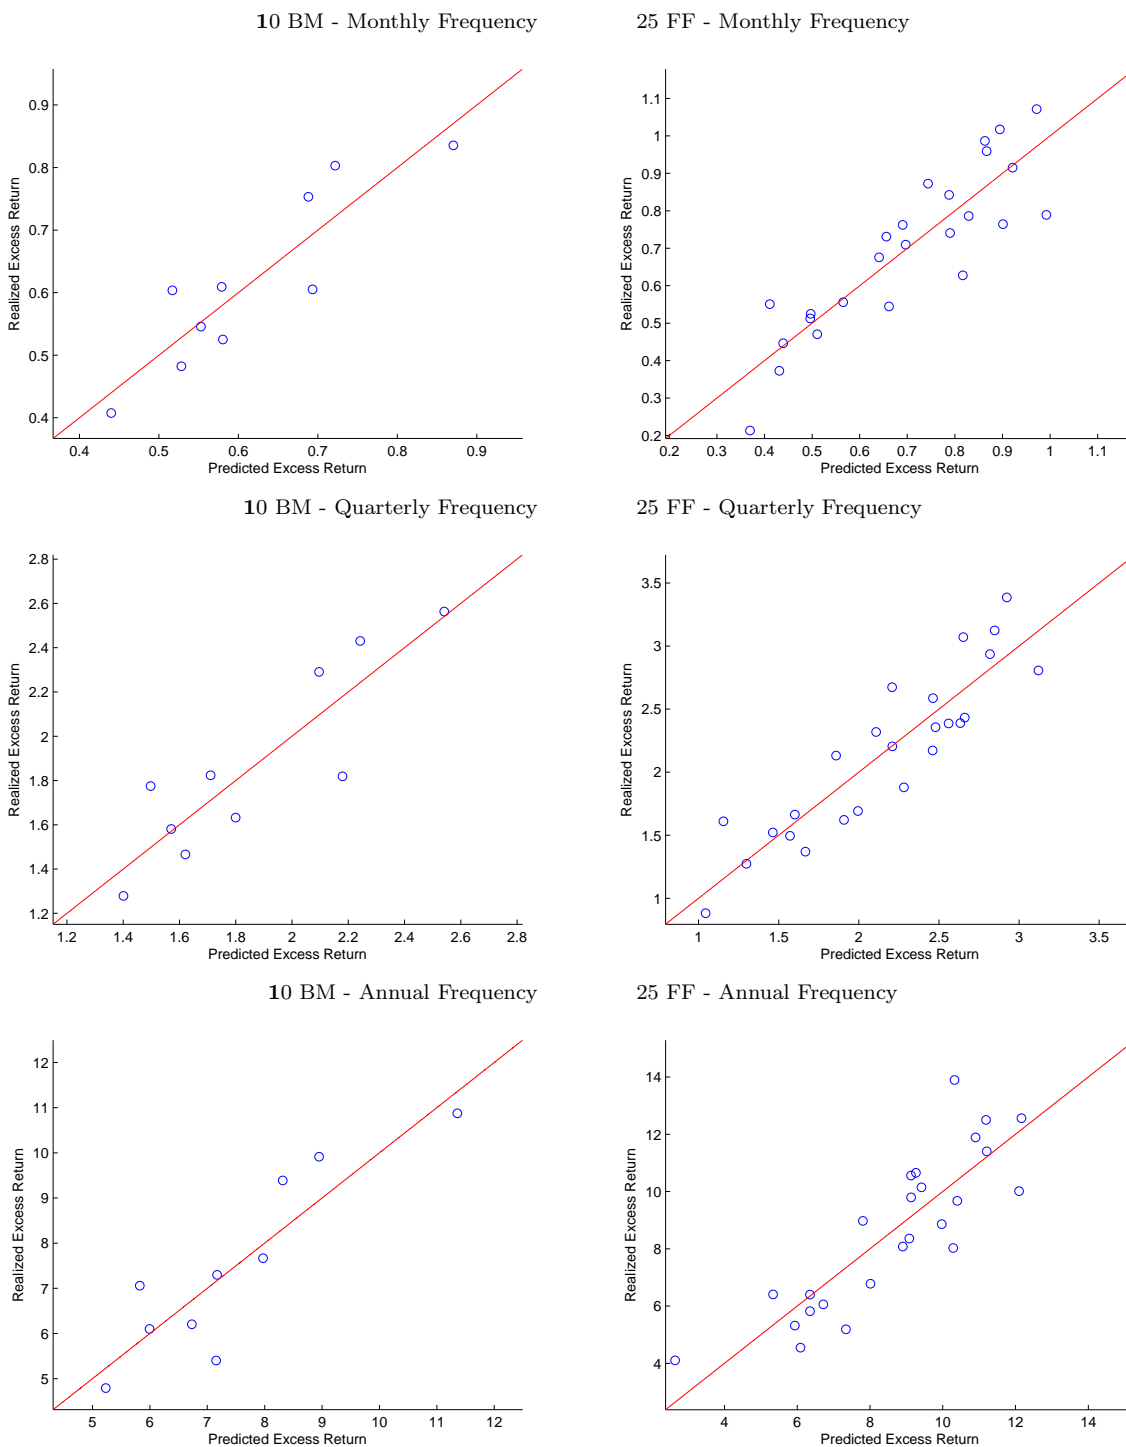 10 BM - Monthly Frequency
25 FF - Monthly Frequency
0.9
0.8
0.7
0.6
0.5
0.4
Realized Excess Return
0.4 0.5 0.6 0.7 0.8 0.9
Predicted Excess Return
1.1
1
0.9
0.8
0.7
0.6
0.5
0.4
0.3
0.2
Realized Excess Return
0.2 0.3 0.4 0.5 0.6 0.7 0.8 0.9 1 1.1
Predicted Excess Return
10 BM - Quarterly Frequency
25 FF - Quarterly Frequency
2.8
2.6
2.4
2.2
2
1.8
1.6
1.4
1.2
Realized Excess Return
1.2 1.4 1.6 1.8 2 2.2 2.4 2.6 2.8
Predicted Excess Return
3.5
3
2.5
2
1.5
1
Realized Excess Return
1 1.5 2 2.5 3 3.5
Predicted Excess Return
10 BM - Annual Frequency
25 FF - Annual Frequency
12
11
10
9
8
7
6
5
Realized Excess Return
5 6 7 8 9 10 11 12
Predicted Excess Return
14
12
10
8
6
4
Realized Excess Return
4 6 8 10 12 14
Predicted Excess Return